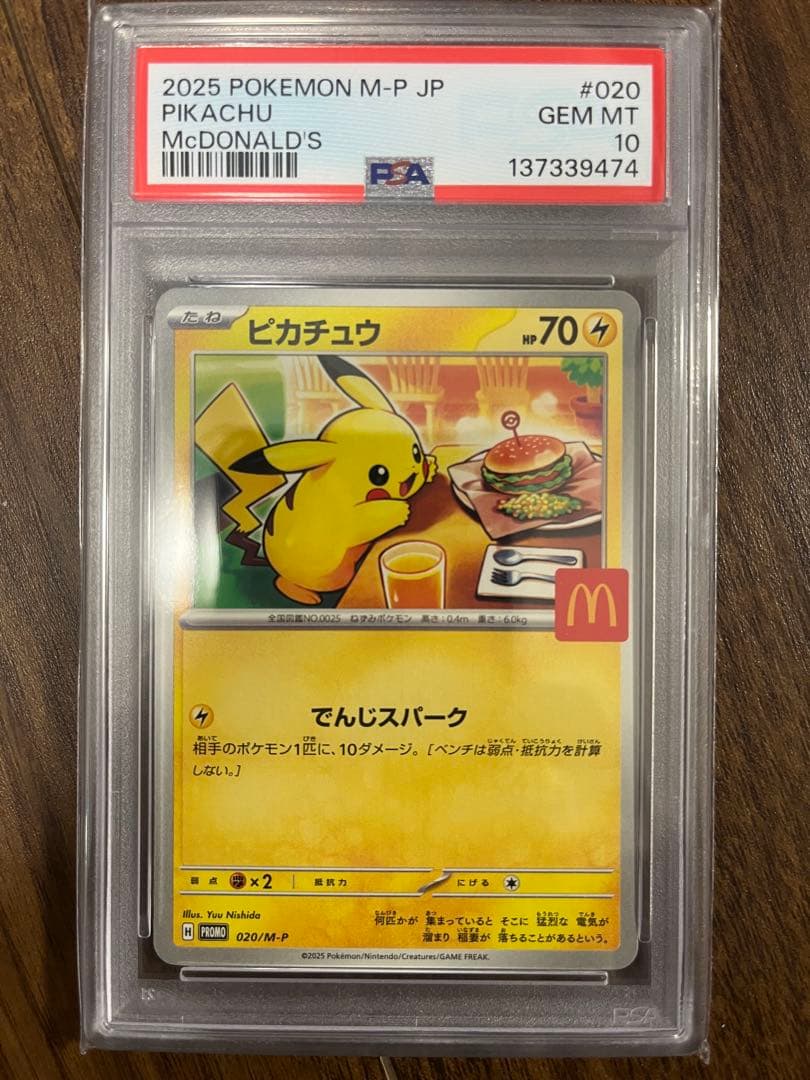 2025 POKEMON M-P JP #020
PIKACHU GEM MT
McDONALD'S 10
PSA 137339474
たね ピカチュウ HP70
全国図鑑NO.0025 ねずみポケモン 高さ:0.4m 重さ:6.0kg
M
でんじスパーク
相手のポケモン1匹に、10ダメージ。[ベンチは弱点・抵抗力を計算
しない。]
弱点 ×2 抵抗力 にげる
Illus. Yuu Nishida
何匹かが 集まっていると そこに 猛烈な 電気が
溜まり 稲妻が 落ちることがあるという。
H PROMO 020/M-P
©2025 Pokémon/Nintendo/Creatures/GAME FREAK.
PSA